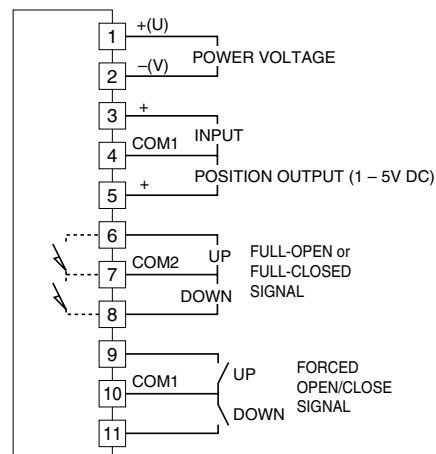 1 +(U)
POWER VOLTAGE
2 –(V)
3 +
INPUT
4 COM1
POSITION OUTPUT (1 – 5V DC)
5 +
6
UP FULL-OPEN or
7 COM2 FULL-CLOSED
DOWN SIGNAL
8
9
UP FORCED
10 COM1 OPEN/CLOSE
DOWN SIGNAL
11